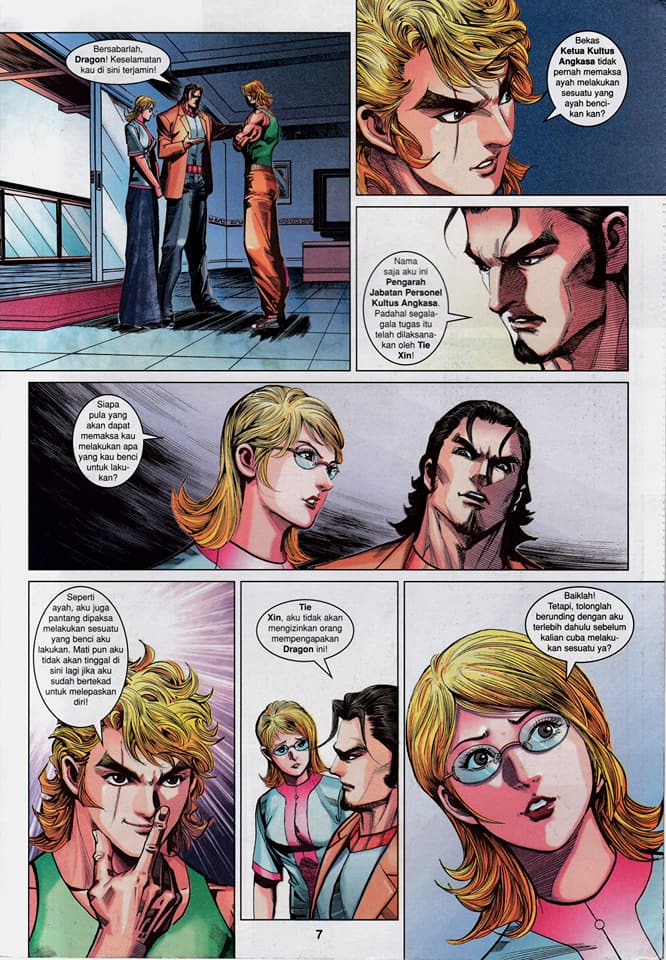 Bersabarlah,
Dragon! Keselamatan
kau di sini terjamin!
Bekas
Ketua Kultus
Angkasa tidak
pernah memaksa
ayah melakukan
sesuatu yang
ayah benci-
kan kan?
Nama
saja aku ini
Pengarah
Jabatan Personel
Kultus Angkasa.
Padahal segala-
gala tugas itu
telah dilaksana-
kan oleh Tie
Xin!
Siapa
pula yang
akan dapat
memaksa kau
melakukan apa
yang kau benci
untuk laku-
kan?
Seperti
ayah, aku juga
pantang dipaksa
melakukan sesuatu
yang benci aku
lakukan. Mati pun aku
tidak akan tinggal di
sini lagi jika aku
sudah bertekad
untuk melepaskan
diri!
Tie
Xin, aku tidak akan
mengizinkan orang
mempengapakan
Dragon ini!
Baiklah!
Tetapi, tolonglah
berunding dengan aku
terlebih dahulu sebelum
kalian cuba melaku-
kan sesuatu ya?
7